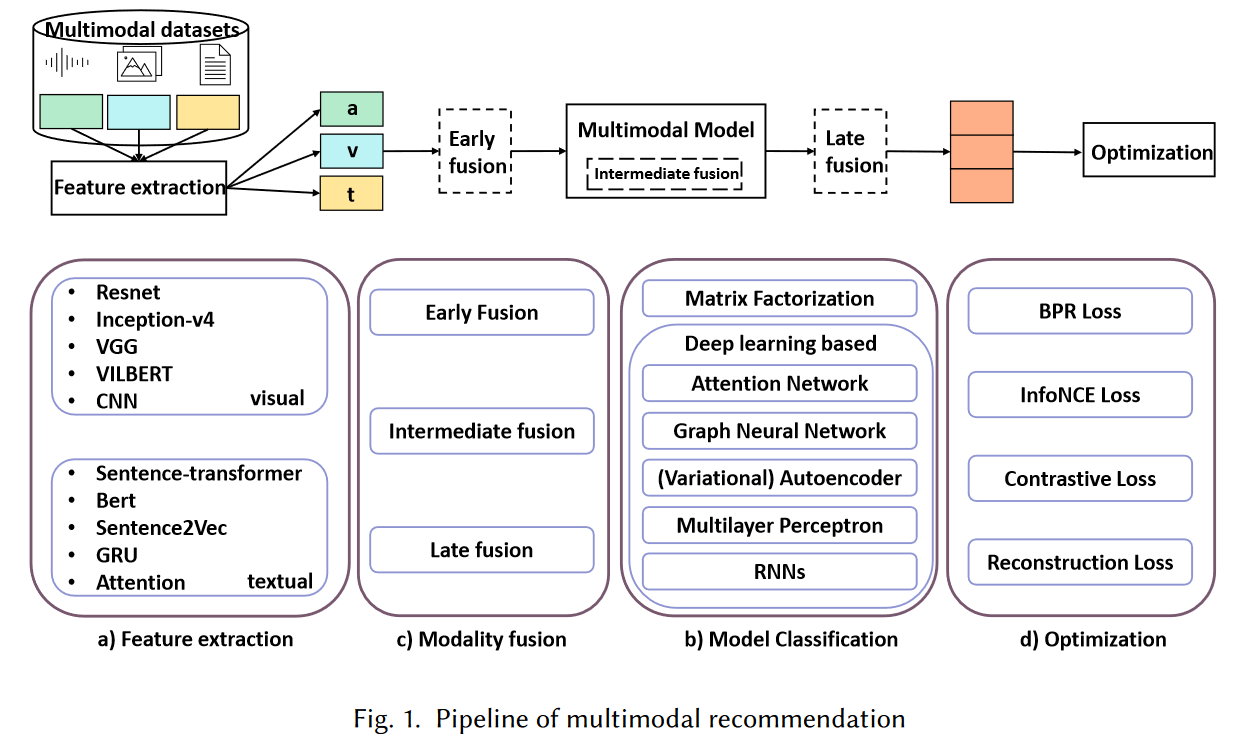 Multimodal datasets
Feature extraction
a
v
t
Early
fusion
Multimodal Model
Intermediate fusion
Late
fusion
Optimization
• Resnet
• Inception-v4
• VGG
• VILBERT
• CNN
visual
• Sentence-transformer
• Bert
• Sentence2Vec
• GRU
• Attention
textual
a) Feature extraction
Early Fusion
Intermediate fusion
Late fusion
c) Modality fusion
Matrix Factorization
Deep learning based
Attention Network
Graph Neural Network
(Variational) Autoencoder
Multilayer Perceptron
RNNs
b) Model Classification
BPR Loss
InfoNCE Loss
Contrastive Loss
Reconstruction Loss
d) Optimization
Fig. 1. Pipeline of multimodal recommendation